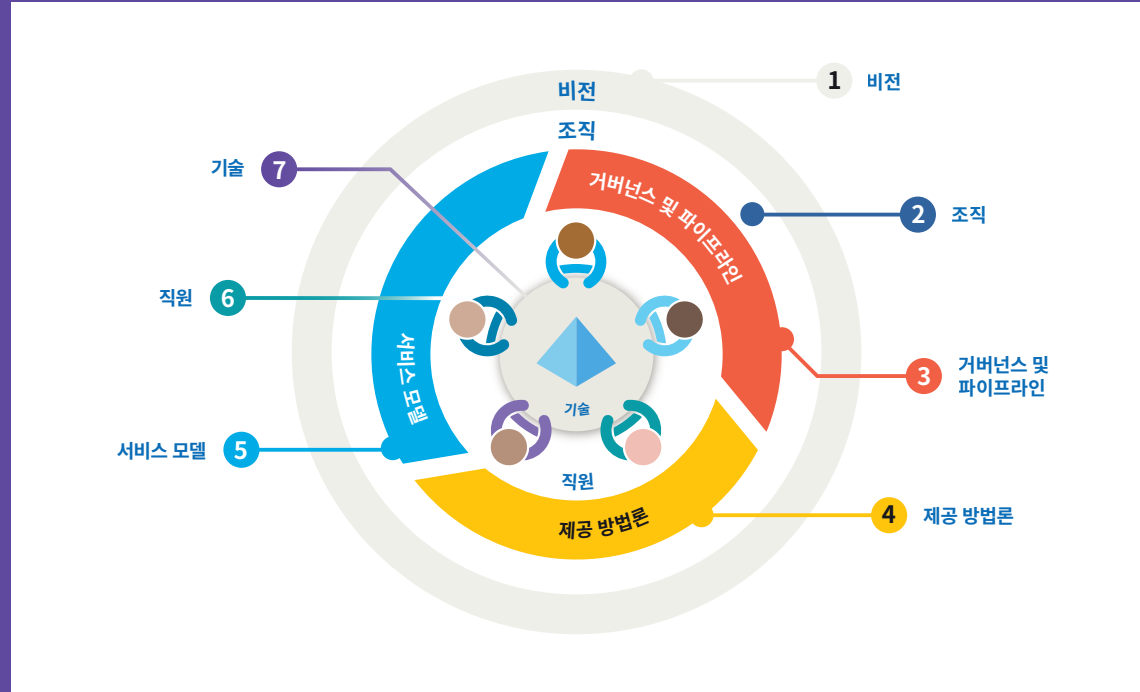 비전
조직
거버넌스 및 파이프라인
서비스 모델
제공 방법론
직원
기술
1 비전
2 조직
3 거버넌스 및
파이프라인
4 제공 방법론
서비스 모델 5
직원 6
기술 7